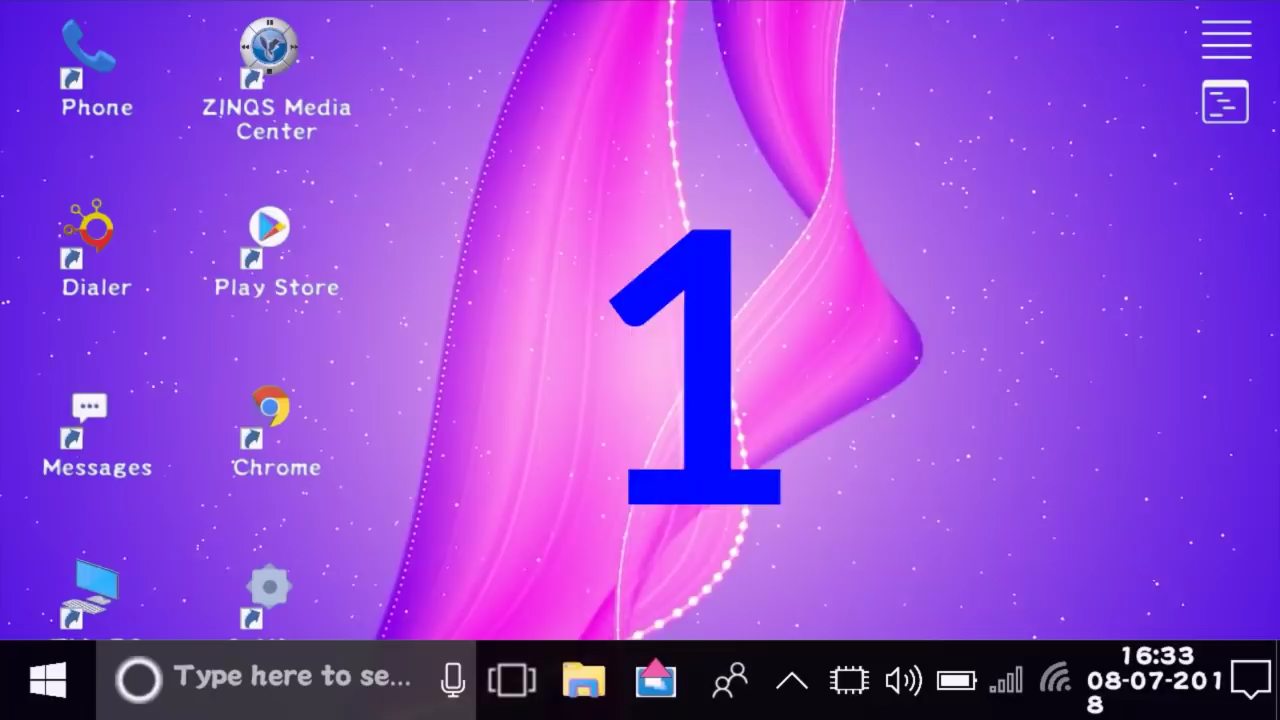 Phone
ZINQS Media
Center
Dialer
Play Store
Messages
Chrome
1
Type here to se...
16:33
08-07-201
8